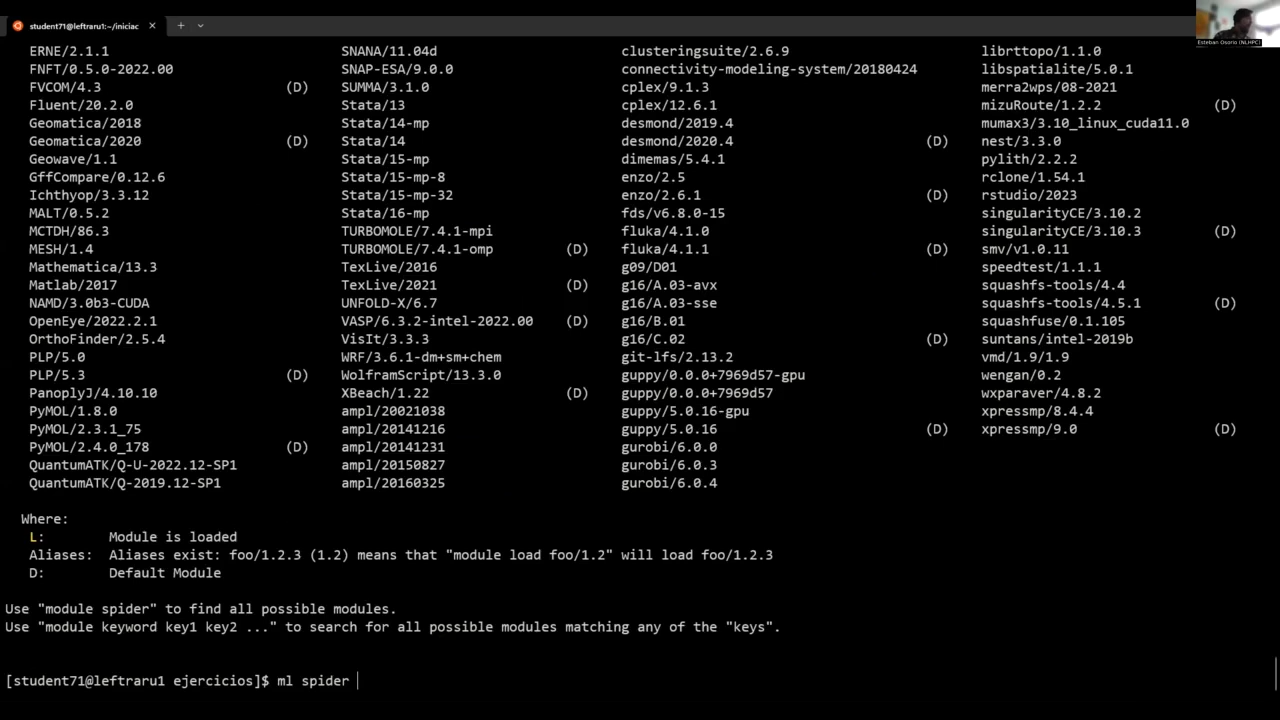 student71@leftraru1:~/iniciac
Esteban Osorio (NLHPC)
ERNE/2.1.1 SNANA/11.04d clusteringsuite/2.6.9 librttopo/1.1.0
FNFT/0.5.0-2022.00 SNAP-ESA/9.0.0 connectivity-modeling-system/20180424 libspatialite/5.0.1
FVCOM/4.3 (D) SUMMA/3.1.0 cplex/9.1.3 merra2wps/08-2021
Fluent/20.2.0 Stata/13 cplex/12.6.1 mizuRoute/1.2.2 (D)
Geomatica/2018 Stata/14-mp desmond/2019.4 mumax3/3.10_linux_cuda11.0
Geomatica/2020 (D) Stata/14 desmond/2020.4 (D) nest/3.3.0
Geowave/1.1 Stata/15-mp dimemas/5.4.1 pylith/2.2.2
GffCompare/0.12.6 Stata/15-mp-8 enzo/2.5 rclone/1.54.1
Ichthyop/3.3.12 Stata/15-mp-32 enzo/2.6.1 (D) rstudio/2023
MALT/0.5.2 Stata/16-mp fds/v6.8.0-15 singularityCE/3.10.2
MCTDH/86.3 TURBOMOLE/7.4.1-mpi fluka/4.1.0 singularityCE/3.10.3 (D)
MESH/1.4 TURBOMOLE/7.4.1-omp (D) fluka/4.1.1 (D) smv/v1.0.11
Mathematica/13.3 TexLive/2016 g09/D01 speedtest/1.1.1
Matlab/2017 TexLive/2021 (D) g16/A.03-avx squashfs-tools/4.4
NAMD/3.0b3-CUDA UNFOLD-X/6.7 g16/A.03-sse squashfs-tools/4.5.1 (D)
OpenEye/2022.2.1 VASP/6.3.2-intel-2022.00 (D) g16/B.01 squashfuse/0.1.105
OrthoFinder/2.5.4 VisIt/3.3.3 g16/C.02 (D) suntans/intel-2019b
PLP/5.0 WRF/3.6.1-dm+sm+chem git-lfs/2.13.2 vmd/1.9/1.9
PLP/5.3 (D) WolframScript/13.3.0 guppy/0.0.0+7969d57-gpu wengan/0.2
PanoplyJ/4.10.10 XBeach/1.22 (D) guppy/0.0.0+7969d57 wxparaver/4.8.2
PyMOL/1.8.0 ampl/20021038 guppy/5.0.16-gpu xpressmp/8.4.4
PyMOL/2.3.1_75 ampl/20141216 guppy/5.0.16 (D) xpressmp/9.0 (D)
PyMOL/2.4.0_178 (D) ampl/20141231 gurobi/6.0.0
QuantumATK/Q-U-2022.12-SP1 ampl/20150827 gurobi/6.0.3
QuantumATK/Q-2019.12-SP1 ampl/20160325 gurobi/6.0.4
Where:
L: Module is loaded
Aliases: Aliases exist: foo/1.2.3 (1.2) means that "module load foo/1.2" will load foo/1.2.3
D: Default Module
Use "module spider" to find all possible modules.
Use "module keyword key1 key2 ..." to search for all possible modules matching any of the "keys".
[student71@leftraru1 ejercicios]$ ml spider